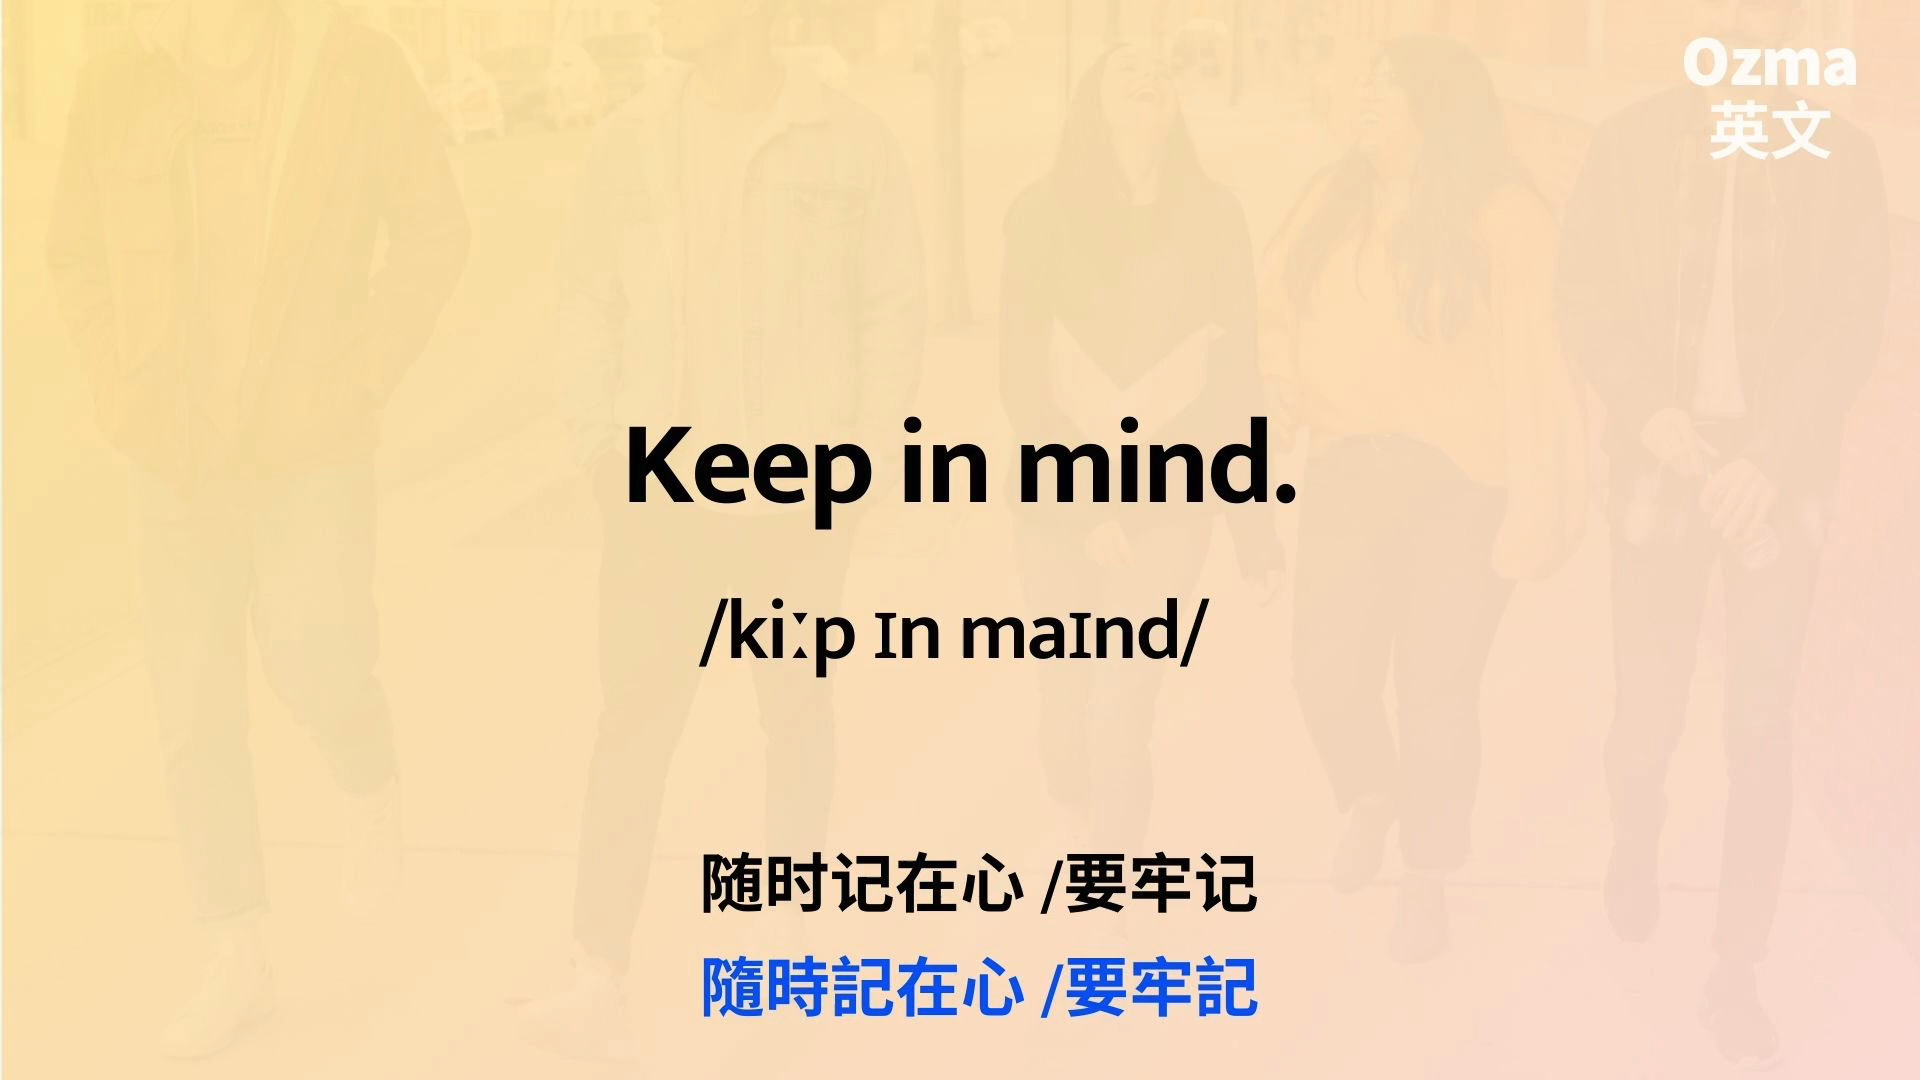 Ozma
英文
Keep in mind.
/kiːp ɪn maɪnd/
随时记在心 /要牢记
隨時記在心 /要牢記